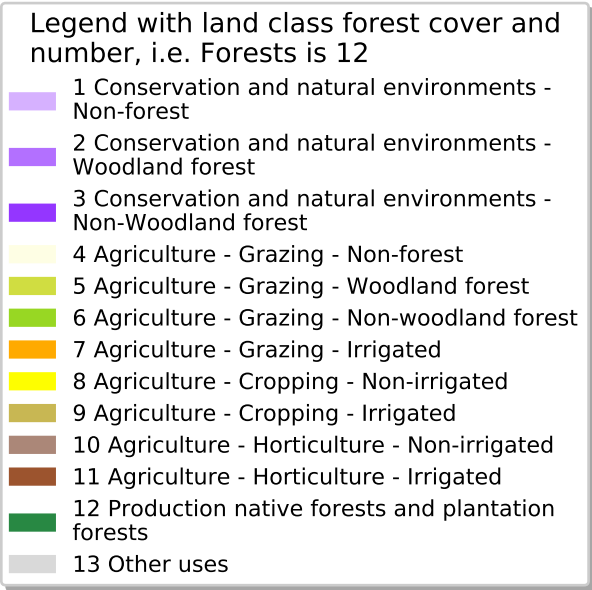 Legend with land class forest cover and
number, i.e. Forests is 12
1 Conservation and natural environments -
Non-forest
2 Conservation and natural environments -
Woodland forest
3 Conservation and natural environments -
Non-Woodland forest
4 Agriculture - Grazing - Non-forest
5 Agriculture - Grazing - Woodland forest
6 Agriculture - Grazing - Non-woodland forest
7 Agriculture - Grazing - Irrigated
8 Agriculture - Cropping - Non-irrigated
9 Agriculture - Cropping - Irrigated
10 Agriculture - Horticulture - Non-irrigated
11 Agriculture - Horticulture - Irrigated
12 Production native forests and plantation
forests
13 Other uses